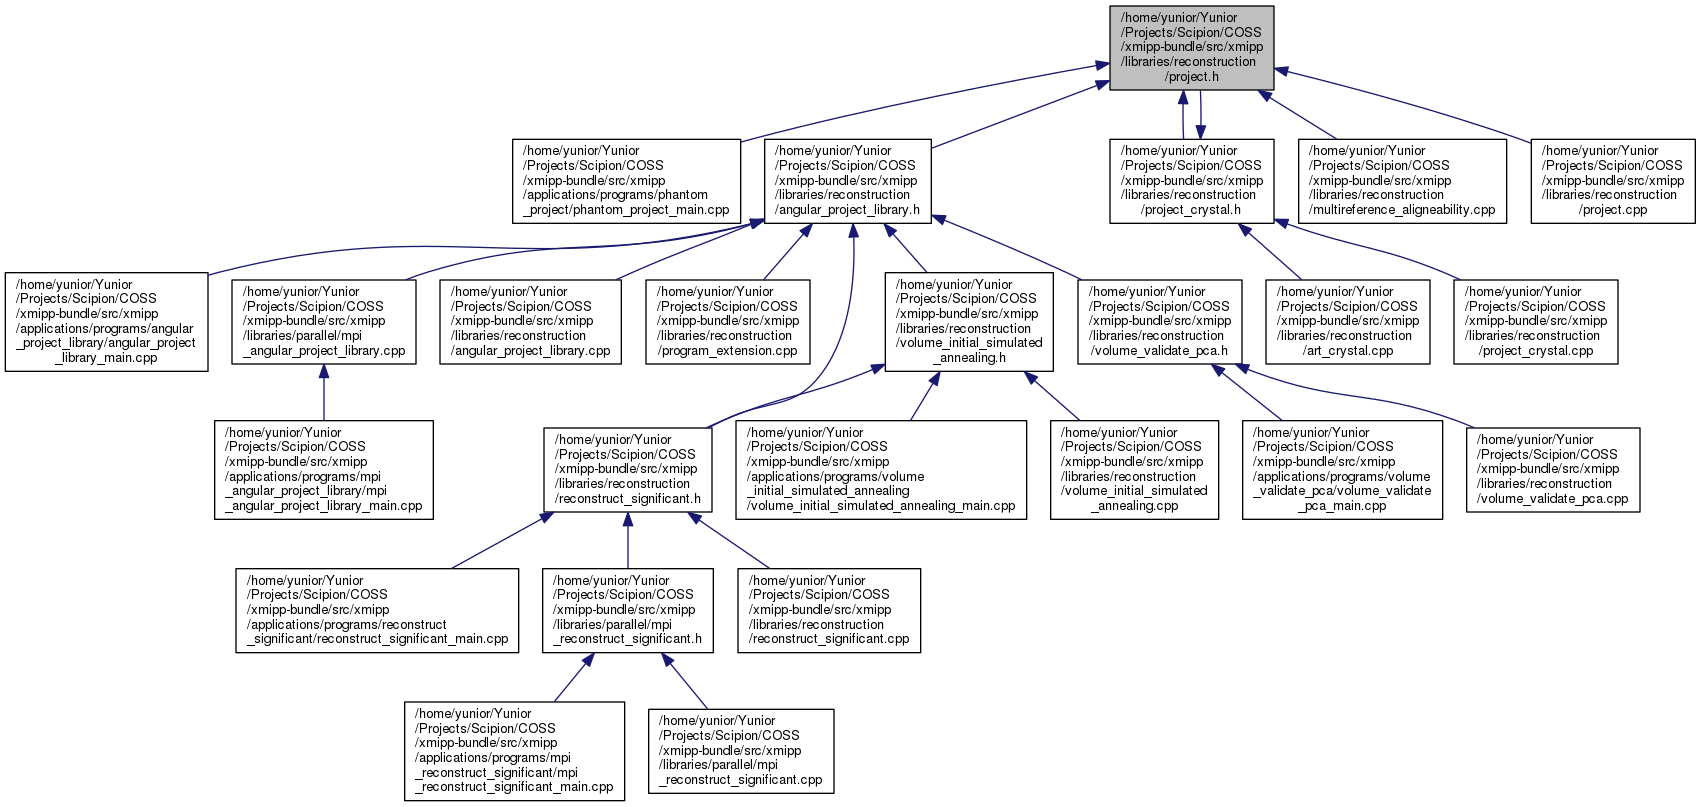 /home/yunior/Yunior
/Projects/Scipion/COSS
/xmipp-bundle/src/xmipp
/libraries/reconstruction
/project.h
/home/yunior/Yunior
/Projects/Scipion/COSS
/xmipp-bundle/src/xmipp
/applications/programs/phantom
_project/phantom_project_main.cpp
/home/yunior/Yunior
/Projects/Scipion/COSS
/xmipp-bundle/src/xmipp
/libraries/reconstruction
/angular_project_library.h
/home/yunior/Yunior
/Projects/Scipion/COSS
/xmipp-bundle/src/xmipp
/libraries/reconstruction
/project_crystal.h
/home/yunior/Yunior
/Projects/Scipion/COSS
/xmipp-bundle/src/xmipp
/libraries/reconstruction
/multireference_aligneability.cpp
/home/yunior/Yunior
/Projects/Scipion/COSS
/xmipp-bundle/src/xmipp
/libraries/reconstruction
/project.cpp
/home/yunior/Yunior
/Projects/Scipion/COSS
/xmipp-bundle/src/xmipp
/applications/programs/angular
_project_library/angular_project
_library_main.cpp
/home/yunior/Yunior
/Projects/Scipion/COSS
/xmipp-bundle/src/xmipp
/libraries/parallel/mpi
_angular_project_library.cpp
/home/yunior/Yunior
/Projects/Scipion/COSS
/xmipp-bundle/src/xmipp
/libraries/reconstruction
/angular_project_library.cpp
/home/yunior/Yunior
/Projects/Scipion/COSS
/xmipp-bundle/src/xmipp
/libraries/reconstruction
/program_extension.cpp
/home/yunior/Yunior
/Projects/Scipion/COSS
/xmipp-bundle/src/xmipp
/libraries/reconstruction
/volume_initial_simulated
_annealing.h
/home/yunior/Yunior
/Projects/Scipion/COSS
/xmipp-bundle/src/xmipp
/libraries/reconstruction
/volume_validate_pca.h
/home/yunior/Yunior
/Projects/Scipion/COSS
/xmipp-bundle/src/xmipp
/libraries/reconstruction
/art_crystal.cpp
/home/yunior/Yunior
/Projects/Scipion/COSS
/xmipp-bundle/src/xmipp
/libraries/reconstruction
/project_crystal.cpp
/home/yunior/Yunior
/Projects/Scipion/COSS
/xmipp-bundle/src/xmipp
/applications/programs/mpi
_angular_project_library/mpi
_angular_project_library_main.cpp
/home/yunior/Yunior
/Projects/Scipion/COSS
/xmipp-bundle/src/xmipp
/libraries/reconstruction
/reconstruct_significant.h
/home/yunior/Yunior
/Projects/Scipion/COSS
/xmipp-bundle/src/xmipp
/applications/programs/volume
_initial_simulated_annealing
/volume_initial_simulated_annealing_main.cpp
/home/yunior/Yunior
/Projects/Scipion/COSS
/xmipp-bundle/src/xmipp
/libraries/reconstruction
/volume_initial_simulated
_annealing.cpp
/home/yunior/Yunior
/Projects/Scipion/COSS
/xmipp-bundle/src/xmipp
/applications/programs/volume
_validate_pca/volume_validate
_pca_main.cpp
/home/yunior/Yunior
/Projects/Scipion/COSS
/xmipp-bundle/src/xmipp
/libraries/reconstruction
/volume_validate_pca.cpp
/home/yunior/Yunior
/Projects/Scipion/COSS
/xmipp-bundle/src/xmipp
/applications/programs/reconstruct
_significant/reconstruct_significant_main.cpp
/home/yunior/Yunior
/Projects/Scipion/COSS
/xmipp-bundle/src/xmipp
/libraries/parallel/mpi
_reconstruct_significant.h
/home/yunior/Yunior
/Projects/Scipion/COSS
/xmipp-bundle/src/xmipp
/libraries/reconstruction
/reconstruct_significant.cpp
/home/yunior/Yunior
/Projects/Scipion/COSS
/xmipp-bundle/src/xmipp
/applications/programs/mpi
_reconstruct_significant/mpi
_reconstruct_significant_main.cpp
/home/yunior/Yunior
/Projects/Scipion/COSS
/xmipp-bundle/src/xmipp
/libraries/parallel/mpi
_reconstruct_significant.cpp